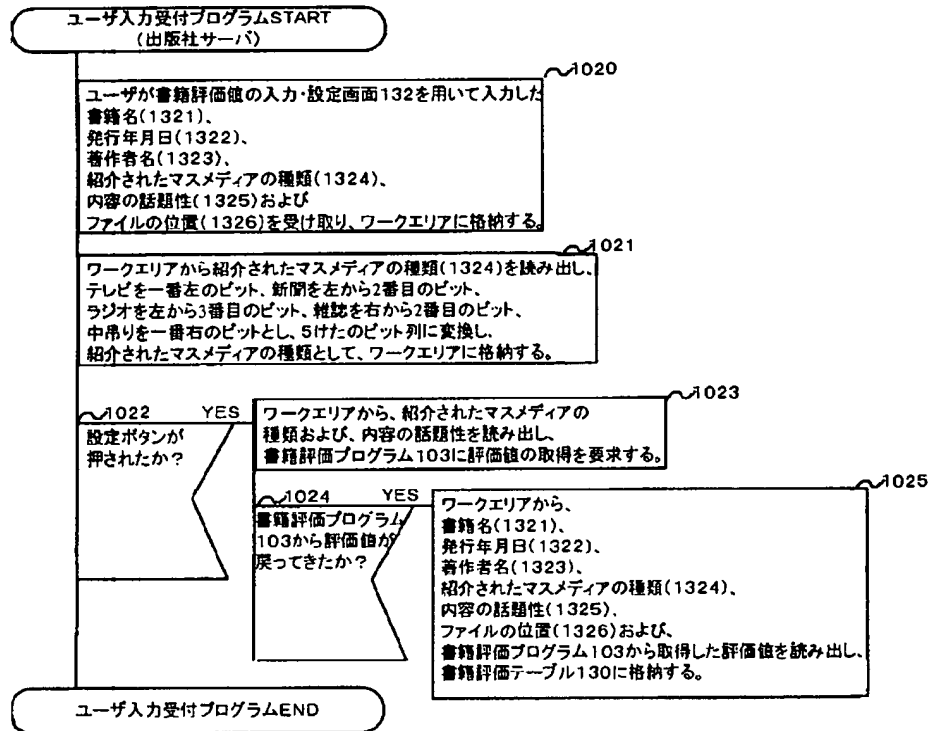 ユーザ入力受付プログラムSTART
(出版社サーバ)
1020
ユーザが書籍評価値の入力・設定画面132を用いて入力した
書籍名(1321)、
発行年月日(1322)、
著作者名(1323)、
紹介されたマスメディアの種類(1324)、
内容の話題性(1325)および
ファイルの位置(1326)を受け取り、ワークエリアに格納する。
1021
ワークエリアから紹介されたマスメディアの種類(1324)を読み出し、
テレビを一番左のビット、新聞を左から2番目のビット、
ラジオを左から3番目のビット、雑誌を右から2番目のビット、
中吊りを一番右のビットとし、5けたのビット列に変換し、
紹介されたマスメディアの種類として、ワークエリアに格納する。
1022 YES
設定ボタンが
押されたか？
1023
ワークエリアから、紹介されたマスメディアの
種類および、内容の話題性を読み出し、
書籍評価プログラム103に評価値の取得を要求する。
1024 YES
書籍評価プログラム
103から評価値が
戻ってきたか？
1025
ワークエリアから、
書籍名(1321)、
発行年月日(1322)、
著作者名(1323)、
紹介されたマスメディアの種類(1324)、
内容の話題性(1325)、
ファイルの位置(1326)および、
書籍評価プログラム103から取得した評価値を読み出し、
書籍評価テーブル130に格納する。
ユーザ入力受付プログラムEND